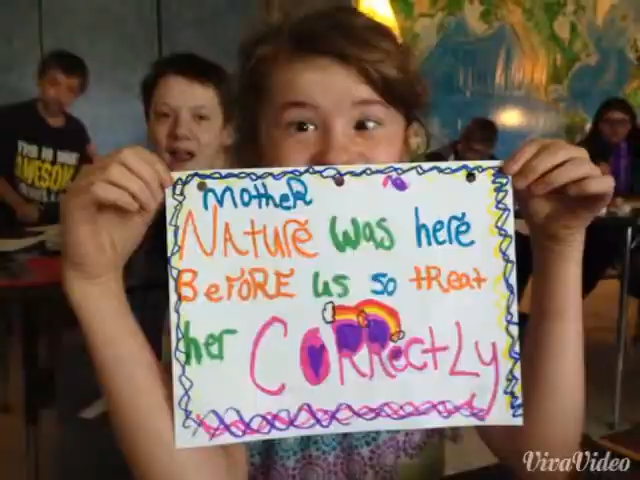 MotheR
NAtuRe was here
BeFoRE us so tReat
her CoRRectLy
AWESOME
VivaVideo